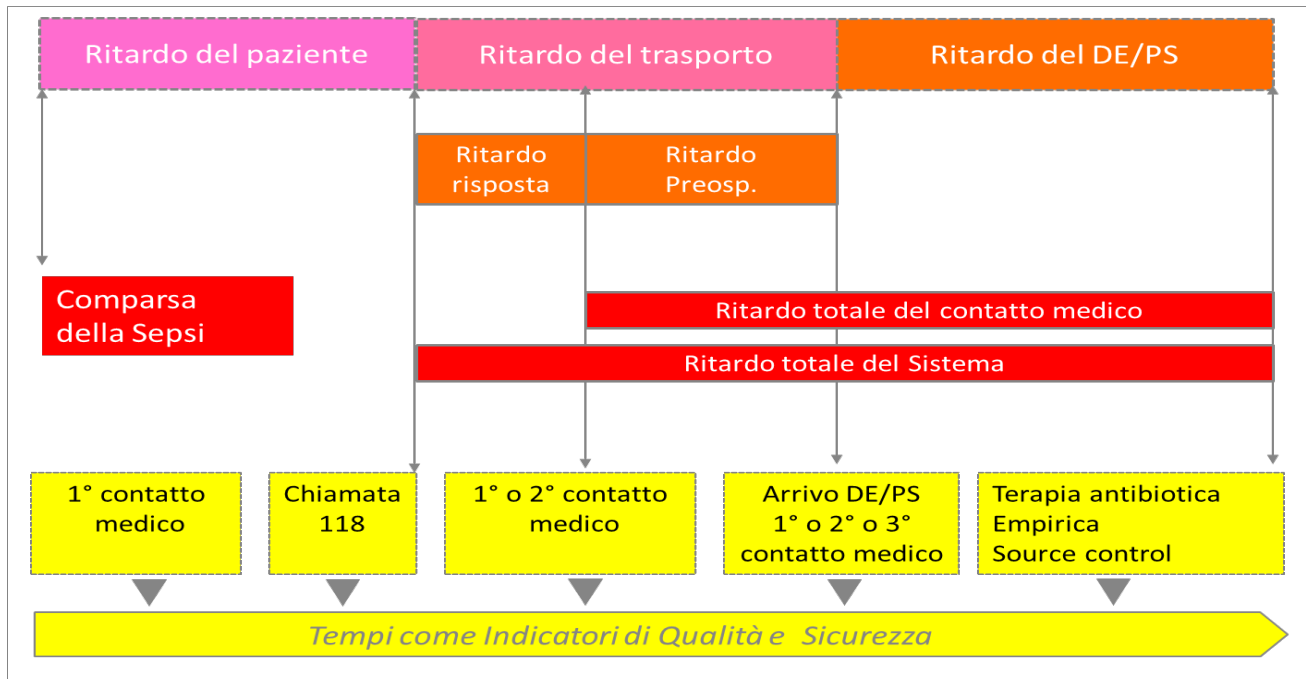 Ritardo del paziente
Ritardo del trasporto
Ritardo del DE/PS
Ritardo
risposta
Ritardo
Preosp.
Comparsa
della Sepsi
Ritardo totale del contatto medico
Ritardo totale del Sistema
1° contatto
medico
Chiamata
118
1° o 2° contatto
medico
Arrivo DE/PS
1° o 2° o 3°
contatto medico
Terapia antibiotica
Empirica
Source control
Tempi come Indicatori di Qualità e Sicurezza